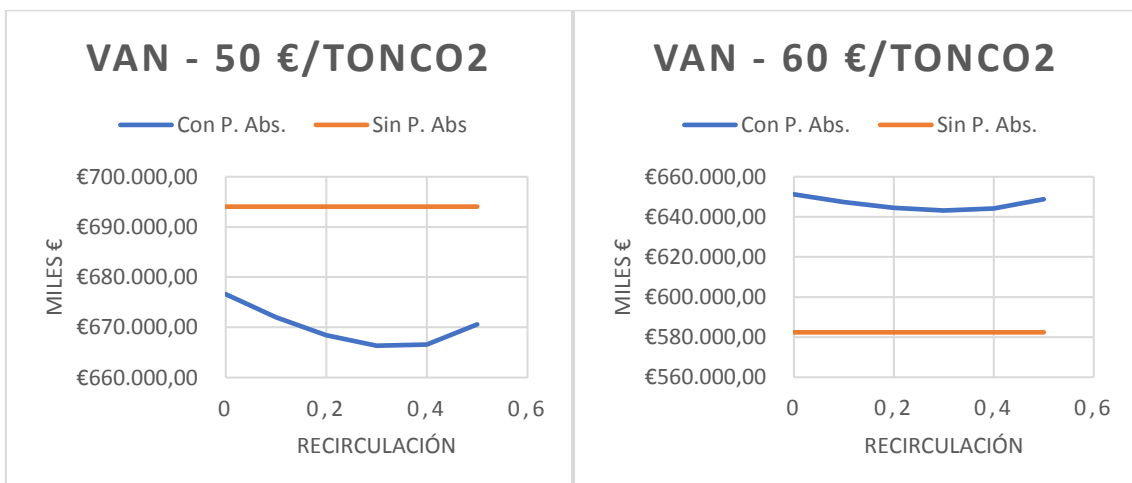 VAN - 50 €/TONCO2
Con P. Abs.
Sin P. Abs
€700.000,00
€690.000,00
€680.000,00
€670.000,00
€660.000,00
MILES €
0
0,2
0,4
0,6
RECIRCULACIÓN
VAN - 60 €/TONCO2
Con P. Abs.
Sin P. Abs.
€660.000,00
€640.000,00
€620.000,00
€600.000,00
€580.000,00
€560.000,00
MILES €
0
0,2
0,4
0,6
RECIRCULACIÓN